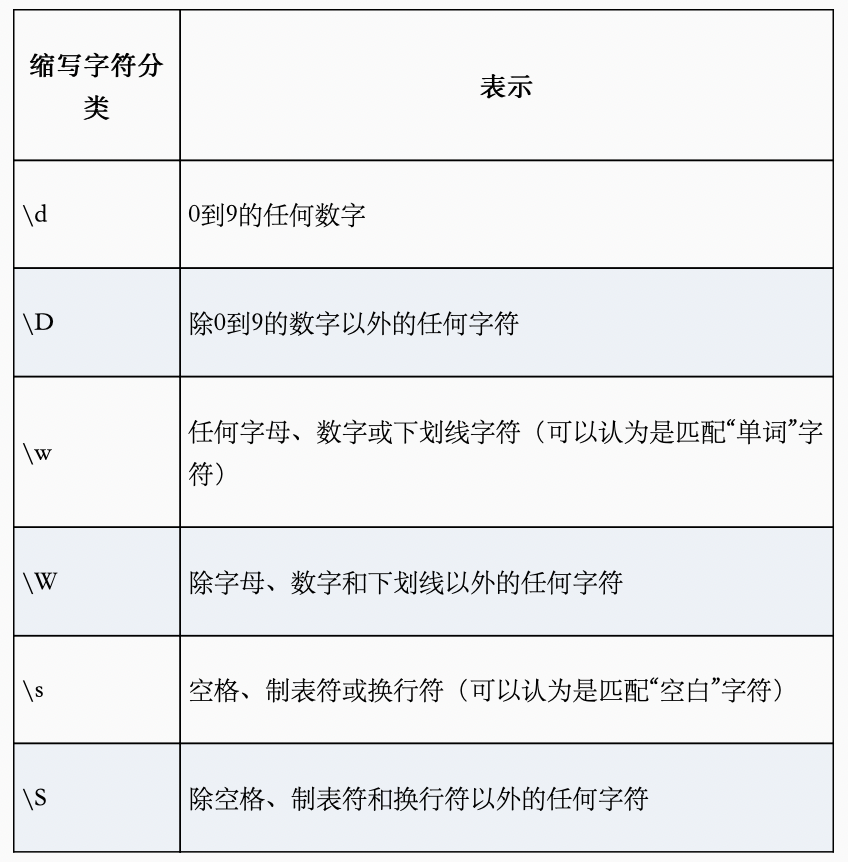 缩写字符分
类
表示
\d
0到9的任何数字
\D
除0到9的数字以外的任何字符
\w
任何字母、数字或下划线字符（可以认为是匹配“单词”字
符）
\W
除字母、数字和下划线以外的任何字符
\s
空格、制表符或换行符（可以认为是匹配“空白”字符）
\S
除空格、制表符和换行符以外的任何字符